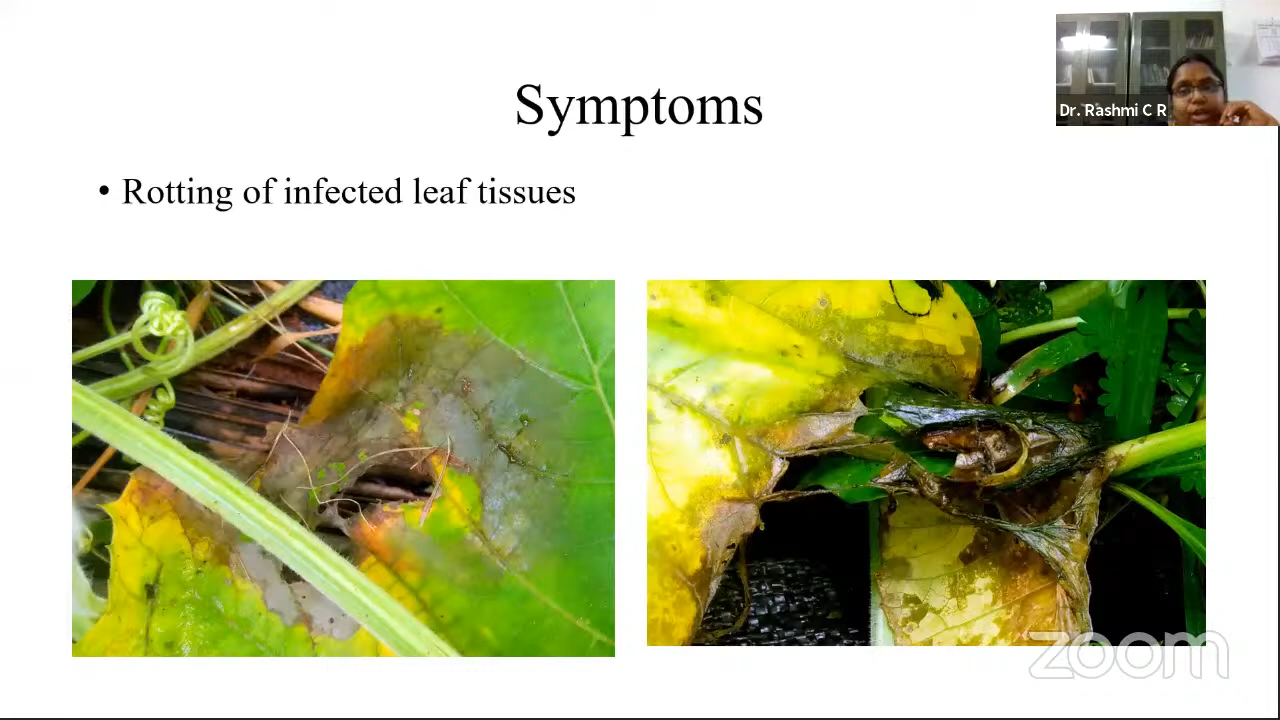 Symptoms
Dr. Rashmi C R
• Rotting of infected leaf tissues
zoom